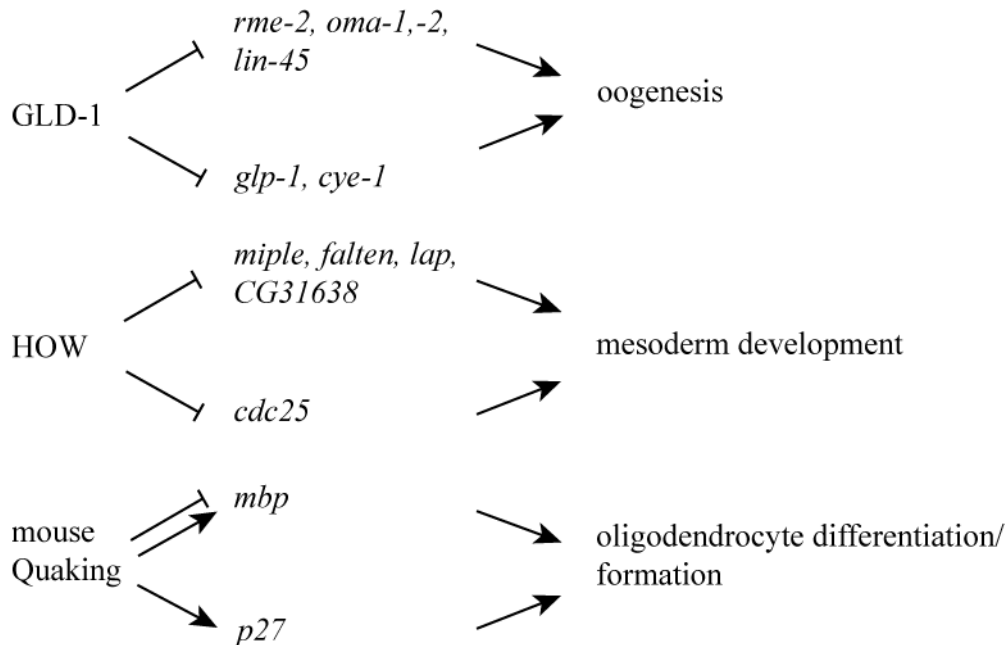 rme-2, oma-1,-2,
lin-45
GLD-1
oogenesis
glp-1, cye-1
miple, falten, lap,
CG31638
HOW
mesoderm development
cdc25
mbp
mouse
Quaking
oligodendrocyte differentiation/
formation
p27